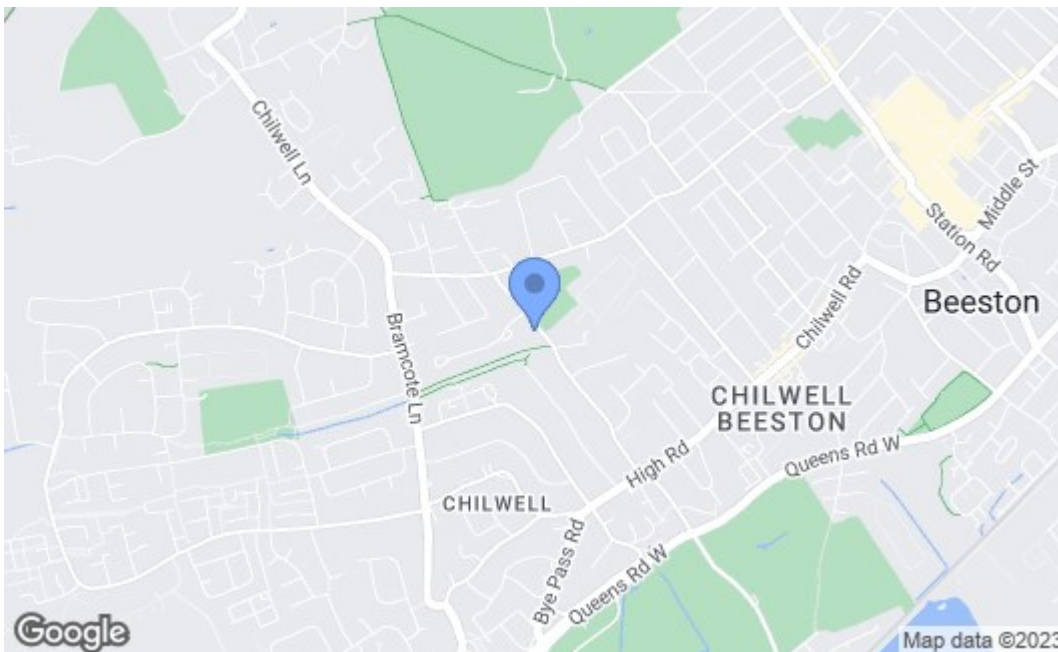 Chilwell Ln
Middle St
Station Rd
Beeston
Chilwell Rd
Bramcote Ln
CHILWELL
BEESTON
High Rd
Queens Rd W
CHILWELL
Bye Pass Rd
Queens Rd W
Google
Map data ©2023